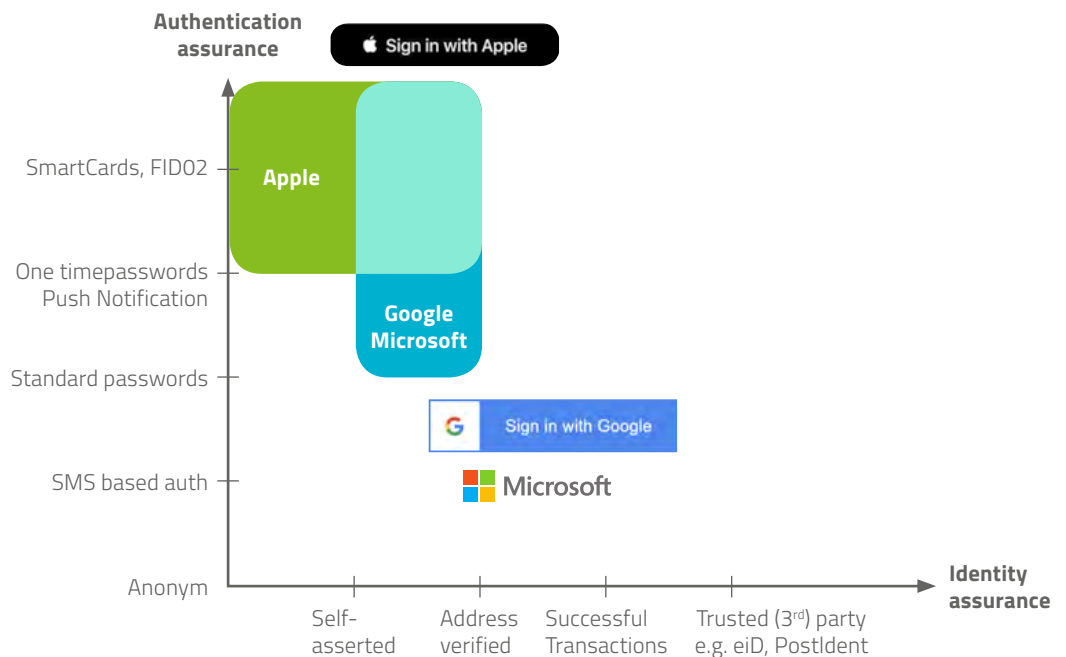 Authentication
assurance
Sign in with Apple
SmartCards, FIDO2
Apple
One timepasswords
Push Notification
Google
Microsoft
Standard passwords
G
Sign in with Google
SMS based auth
Microsoft
Anonym
Identity
assurance
Self-
asserted
Address
verified
Successful
Transactions
Trusted (3rd) party
e.g. eiD, PostIdent